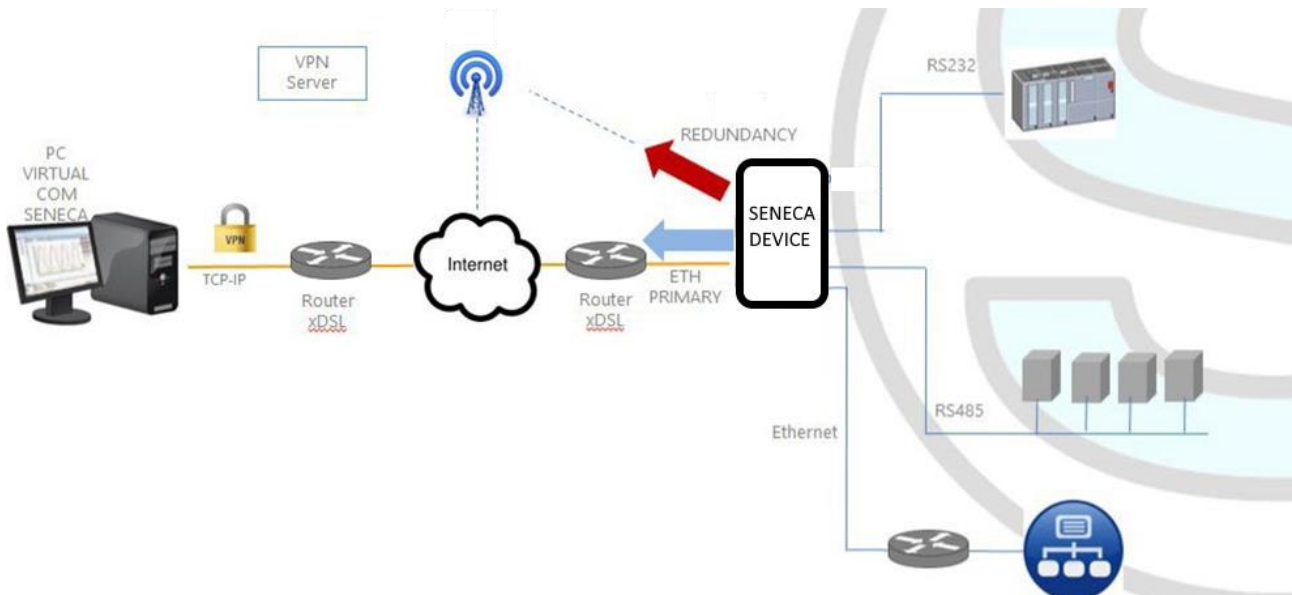 VPN
Server
RS232
REDUNDANCY
PC
VIRTUAL
COM
SENECA
VPN
TCP-IP
Router
xDSL
Internet
Router
xDSL
ETH
PRIMARY
SENECA
DEVICE
RS485
Ethernet